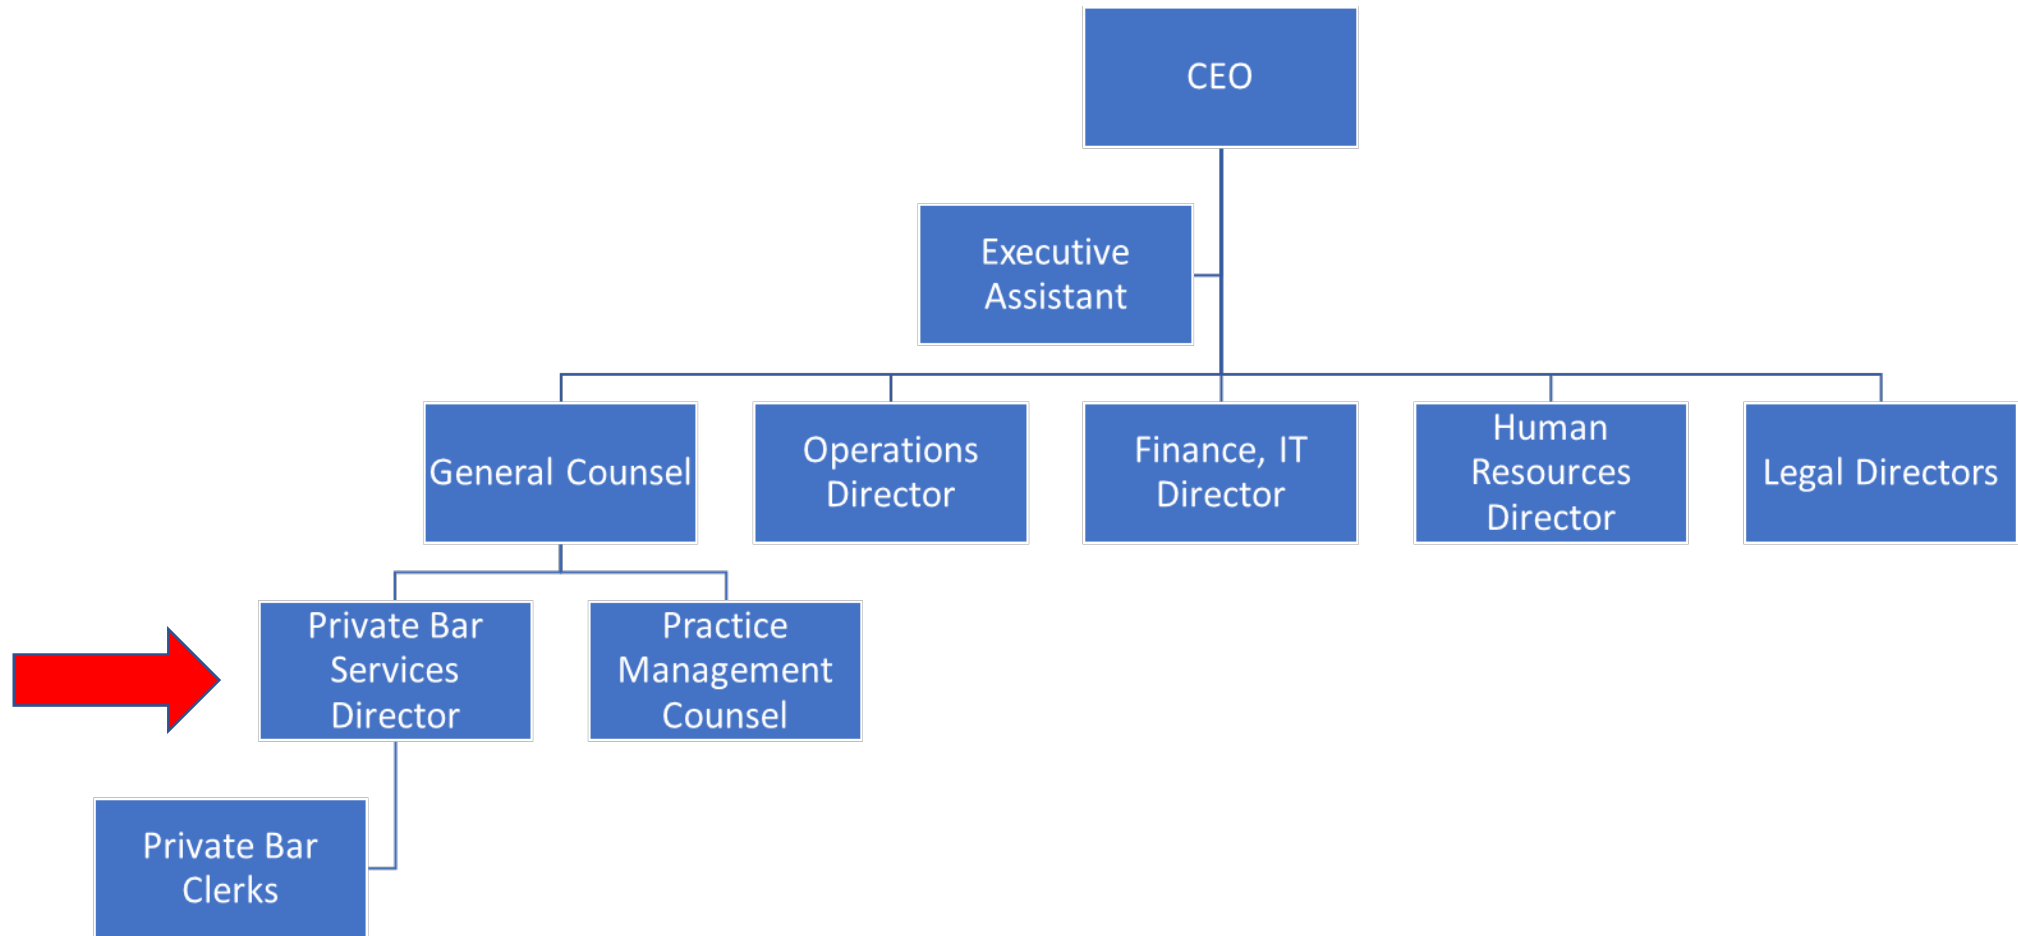 CEO
Executive
Assistant
General Counsel
Operations
Director
Finance, IT
Director
Human
Resources
Director
Legal Directors
Private Bar
Services
Director
Practice
Management
Counsel
Private Bar
Clerks